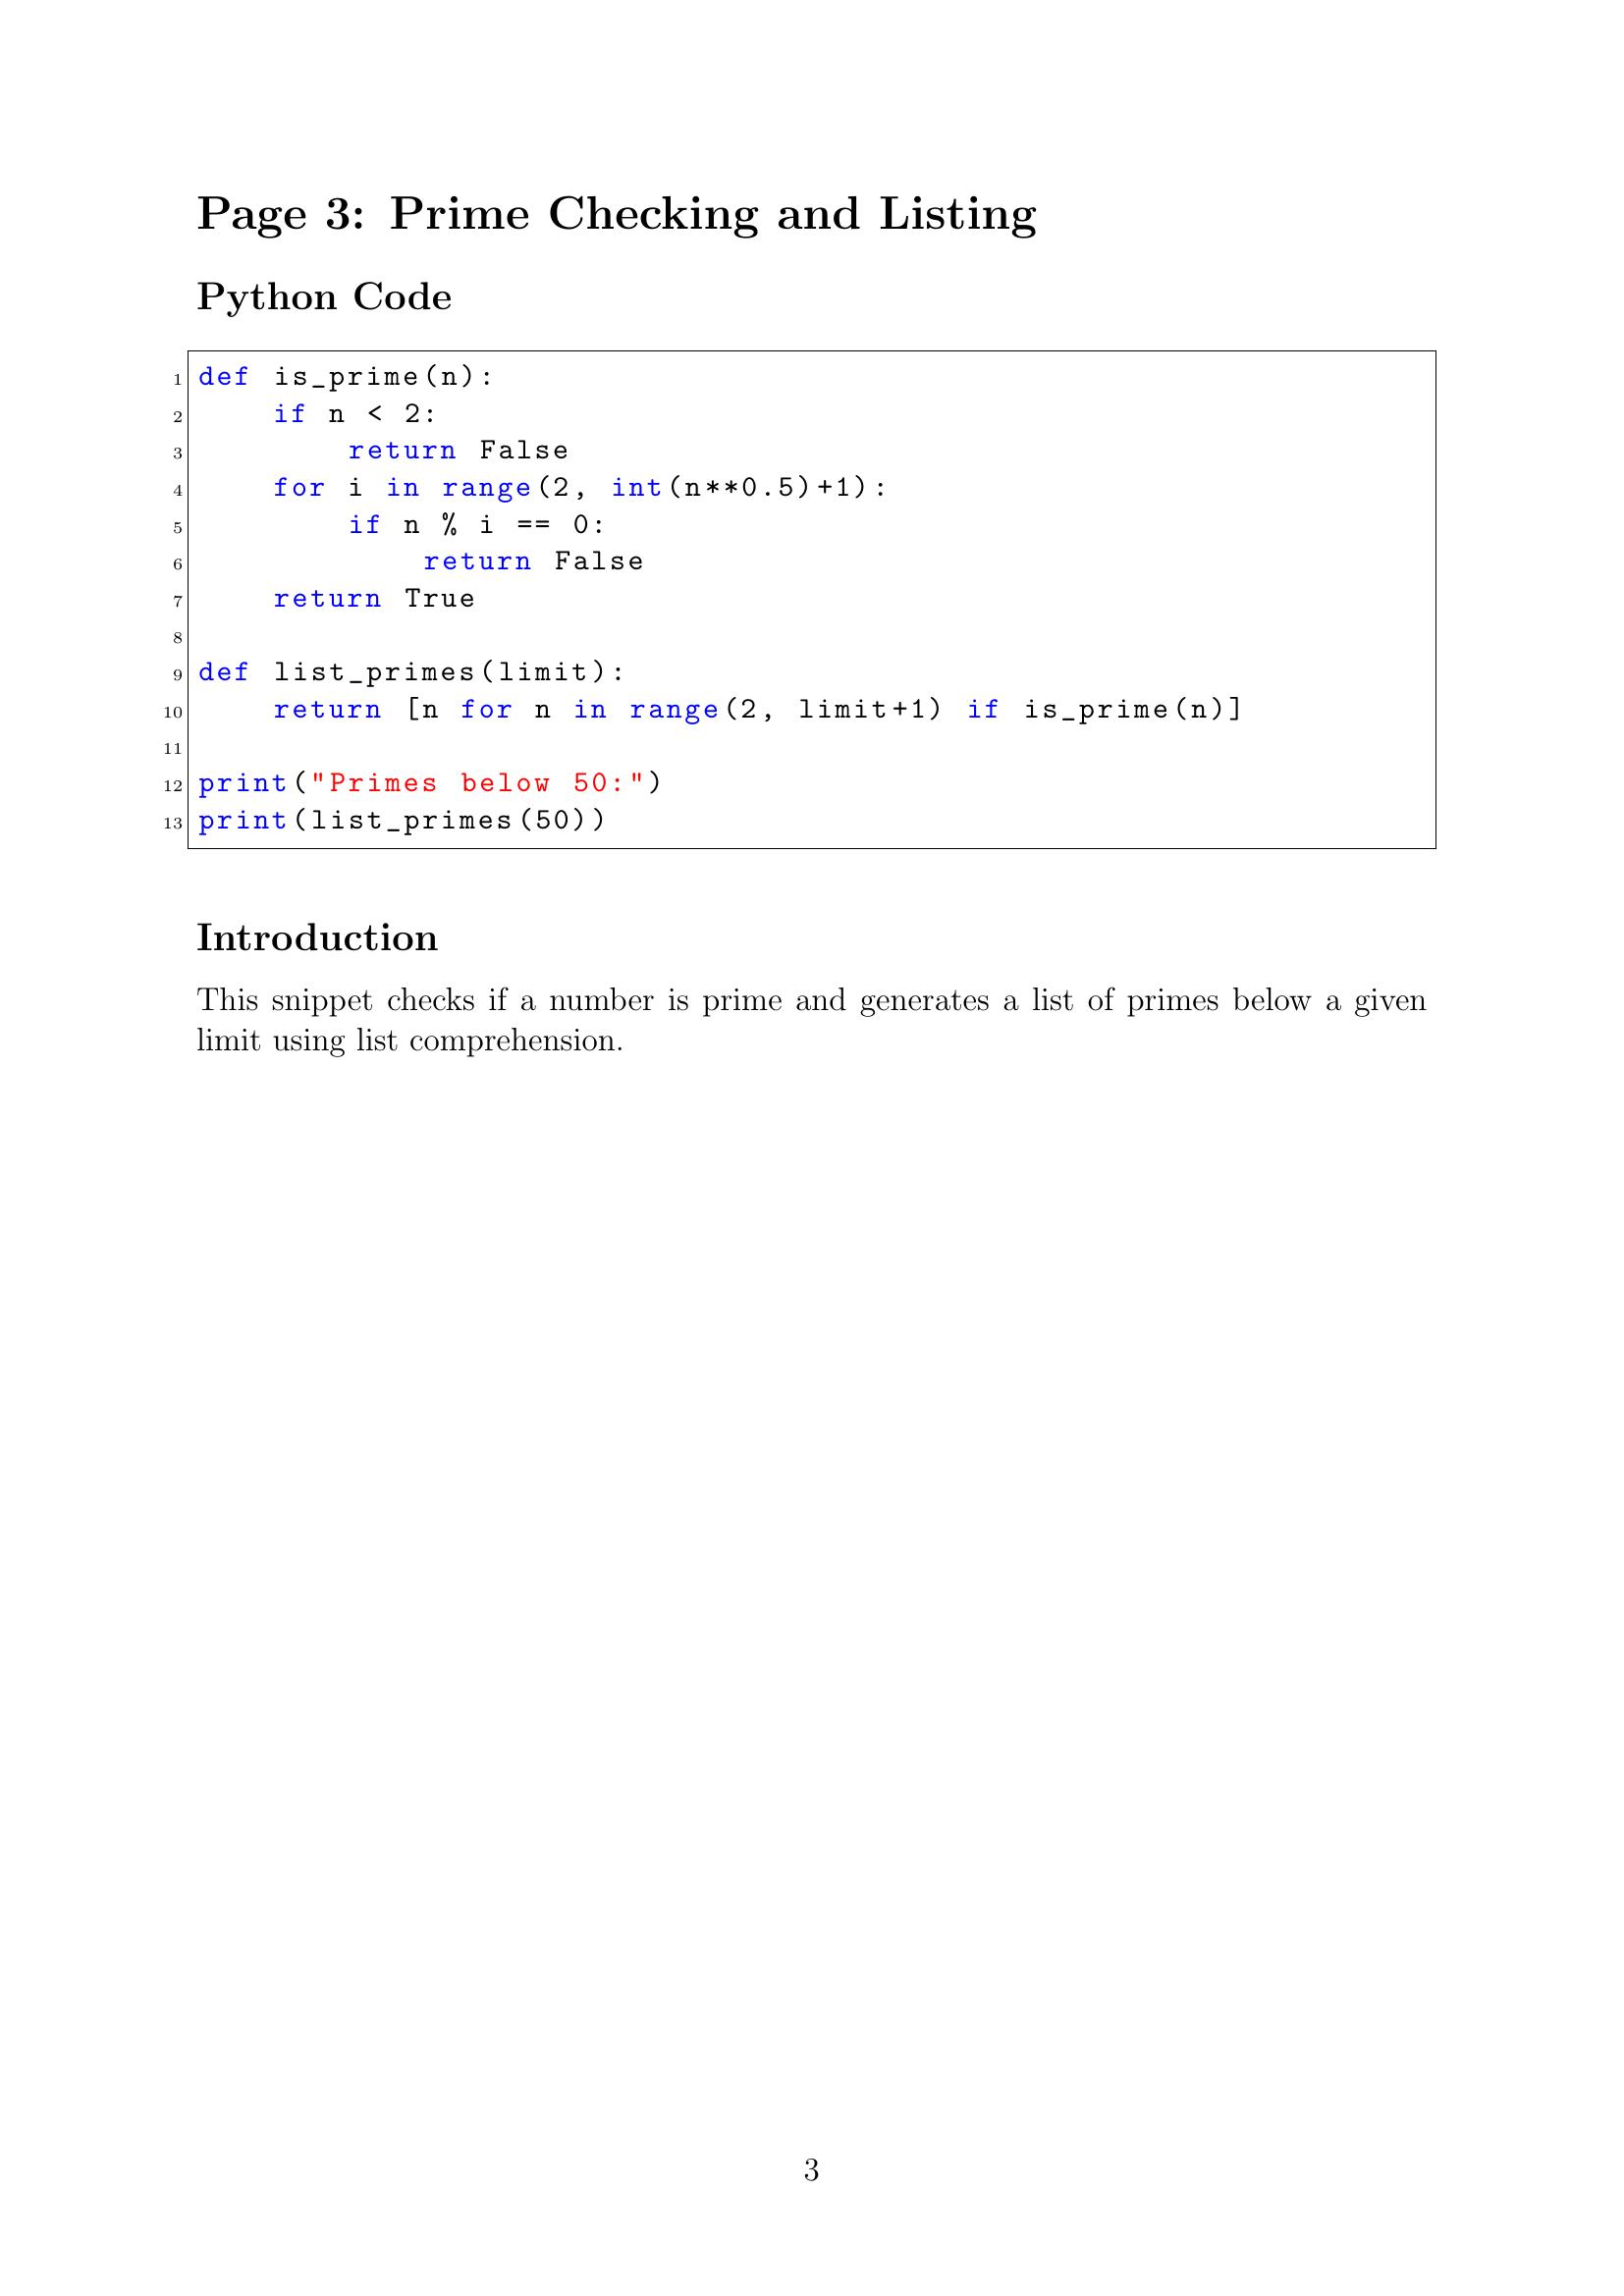 Page 3: Prime Checking and Listing
Python Code
1 def is_prime(n):
2     if n < 2:
3         return False
4     for i in range(2, int(n**0.5)+1):
5         if n % i == 0:
6             return False
7     return True
8
9 def list_primes(limit):
10     return [n for n in range(2, limit+1) if is_prime(n)]
11
12 print("Primes below 50:")
13 print(list_primes(50))
Introduction
This snippet checks if a number is prime and generates a list of primes below a given
limit using list comprehension.
3